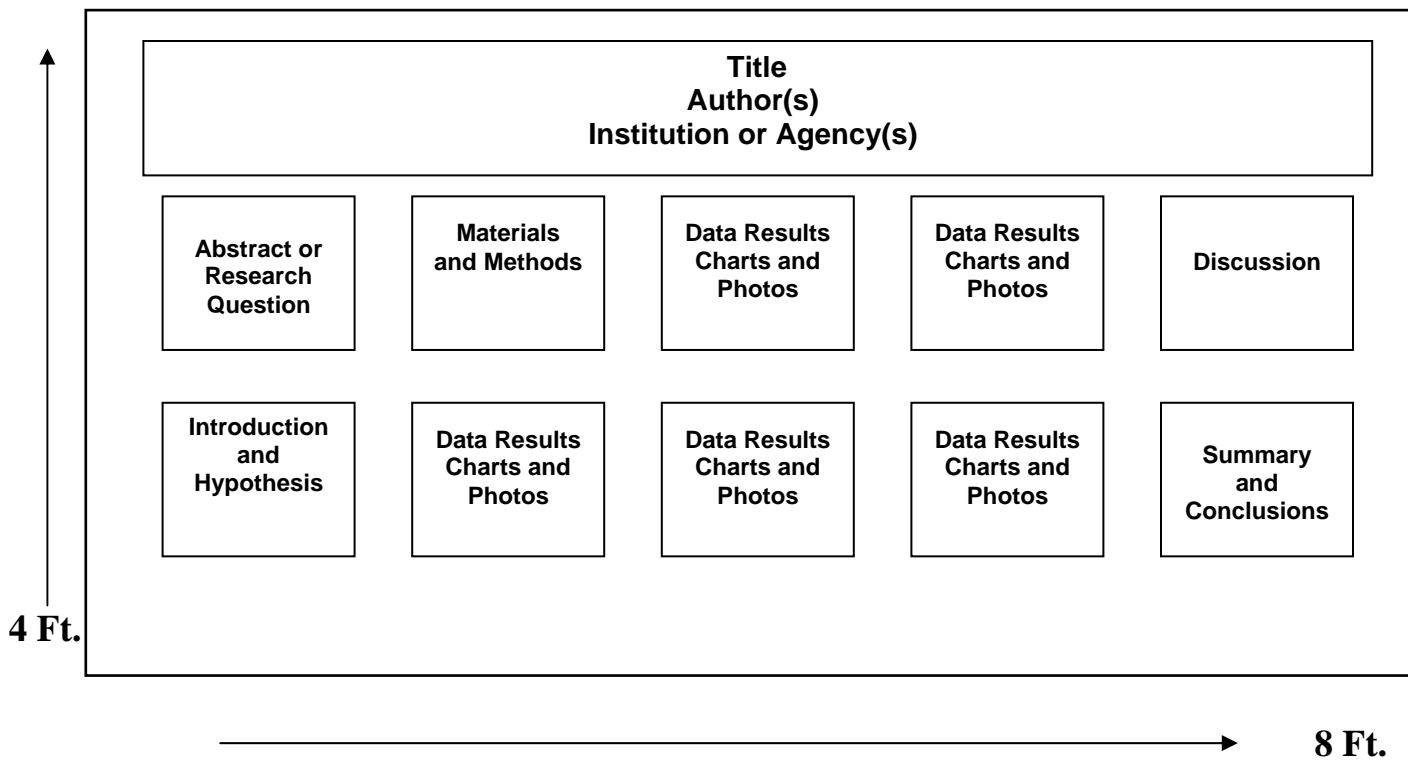 Title
Author(s)
Institution or Agency(s)
Abstract or
Research
Question
Materials
and Methods
Data Results
Charts and
Photos
Data Results
Charts and
Photos
Discussion
Introduction
and
Hypothesis
Data Results
Charts and
Photos
Data Results
Charts and
Photos
Data Results
Charts and
Photos
Summary
and
Conclusions
4 Ft.
8 Ft.